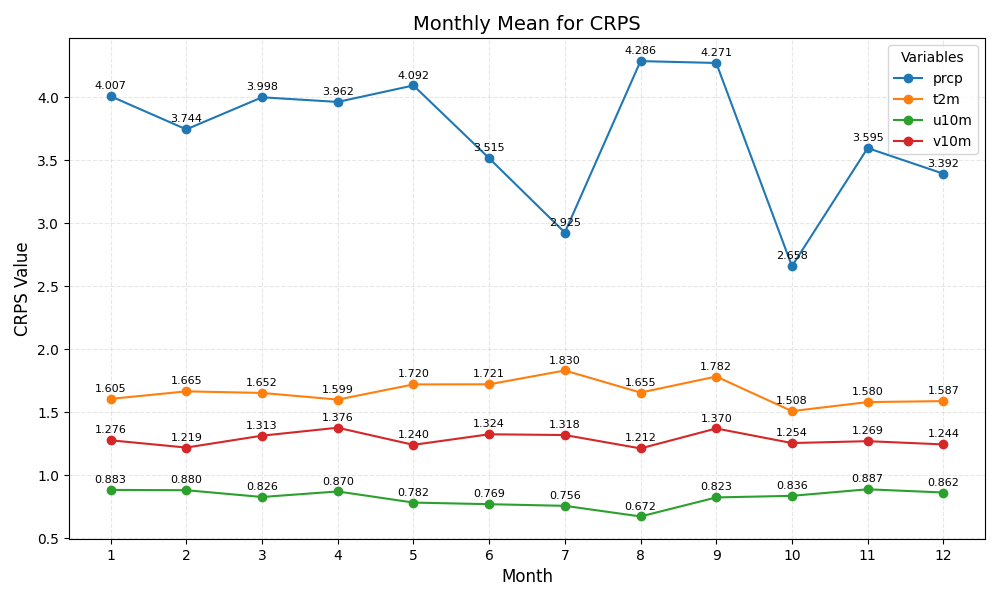 Monthly Mean for CRPS
CRPS Value
4.0
3.5
3.0
2.5
2.0
1.5
1.0
0.5
Variables
prcp
t2m
u10m
v10m
4.007 3.744 3.998 3.962 4.092 3.515 2.925 4.286 4.271 2.658 3.595 3.392
1.605 1.665 1.652 1.599 1.720 1.721 1.830 1.655 1.782 1.508 1.580 1.587
1.276 1.219 1.313 1.376 1.240 1.324 1.318 1.212 1.370 1.254 1.269 1.244
0.883 0.880 0.826 0.870 0.782 0.769 0.756 0.672 0.823 0.836 0.887 0.862
1 2 3 4 5 6 7 8 9 10 11 12
Month